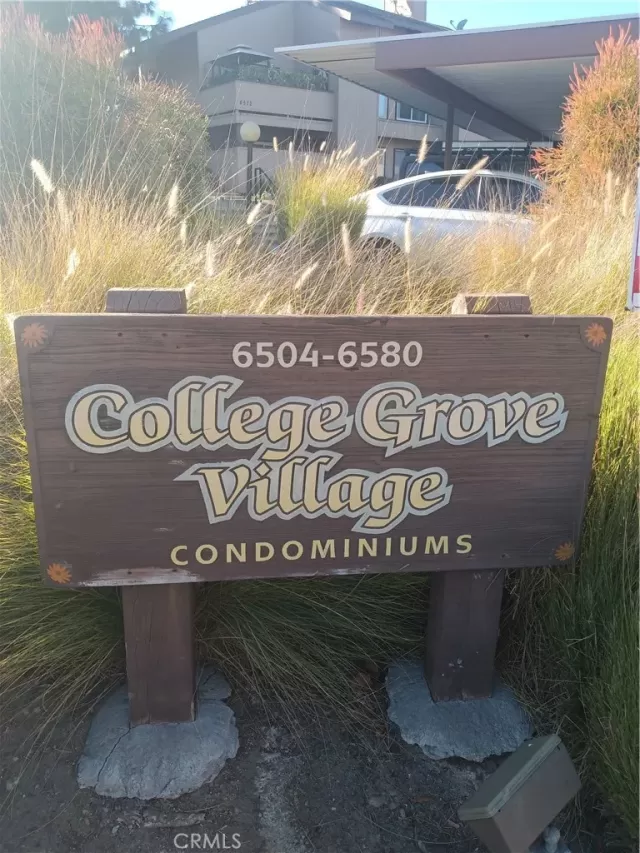 6504-6580
College Grove
Village
CONDOMINIUMS
CRMLS